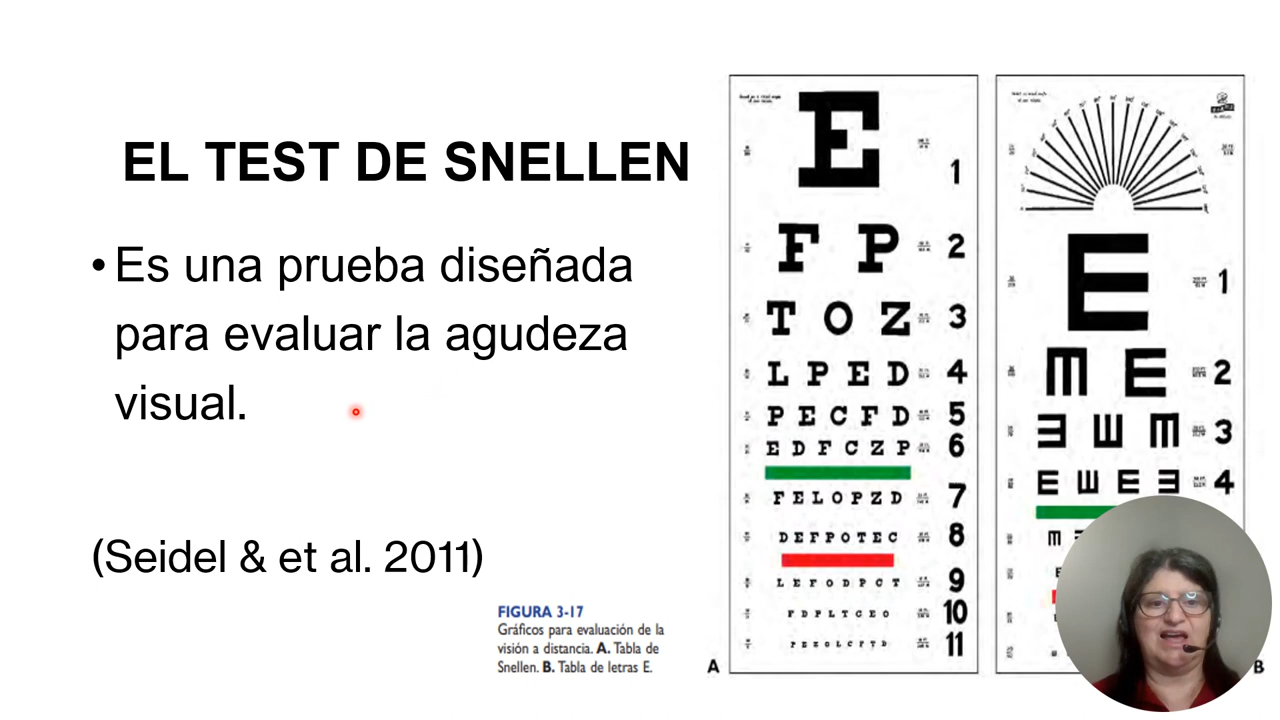 EL TEST DE SNELLEN
• Es una prueba diseñada
para evaluar la agudeza
visual.
(Seidel & et al. 2011)
FIGURA 3-17
Gráficos para evaluación de la
visión a distancia. A. Tabla de
Snellen. B. Tabla de letras E.
A
E 1
F P 2
T O Z 3
L P E D 4
P E C F D 5
E D F C Z P 6
F E L O P Z D 7
D E F P O T E C 8
L E F O D P C T 9
F D P L T C E O 10
P E Z O L C F T D 11
B
E 1
2
3
4